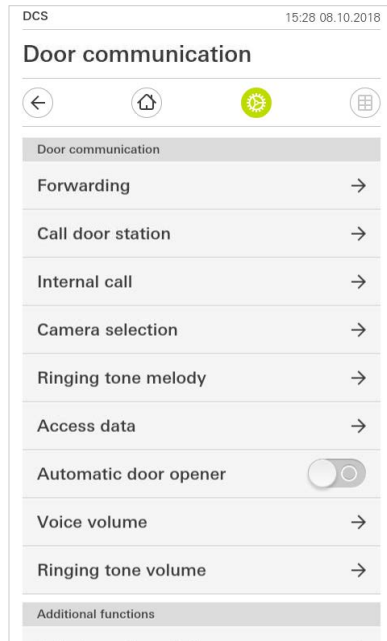 DCS 15:28 08.10.2018
Door communication
Door communication
Forwarding
Call door station
Internal call
Camera selection
Ringing tone melody
Access data
Automatic door opener
Voice volume
Ringing tone volume
Additional functions